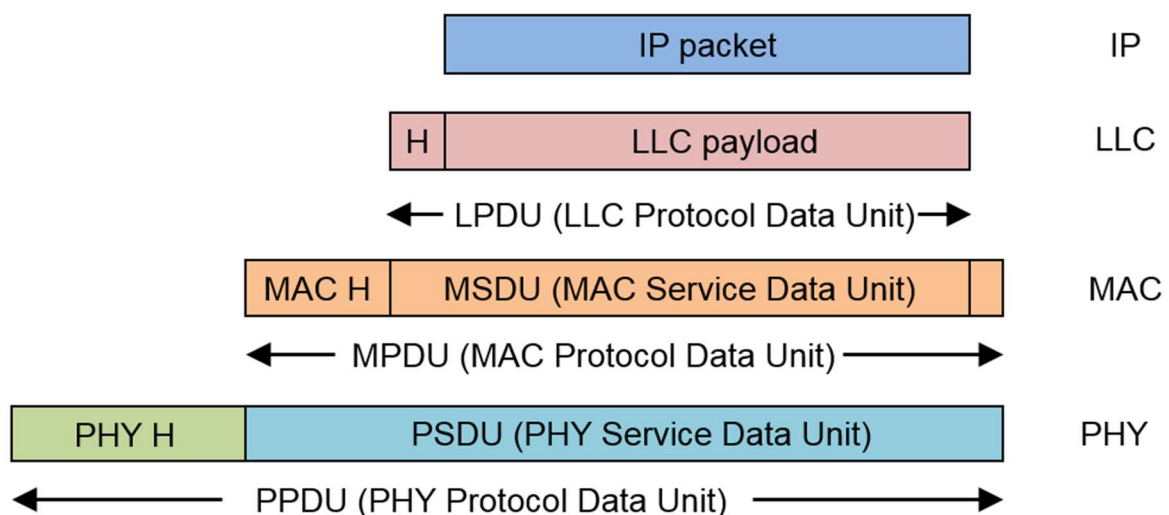 IP packet IP
H LLC payload LLC
LPDU (LLC Protocol Data Unit)
MAC H MSDU (MAC Service Data Unit) MAC
MPDU (MAC Protocol Data Unit)
PHY H PSDU (PHY Service Data Unit) PHY
PPDU (PHY Protocol Data Unit)